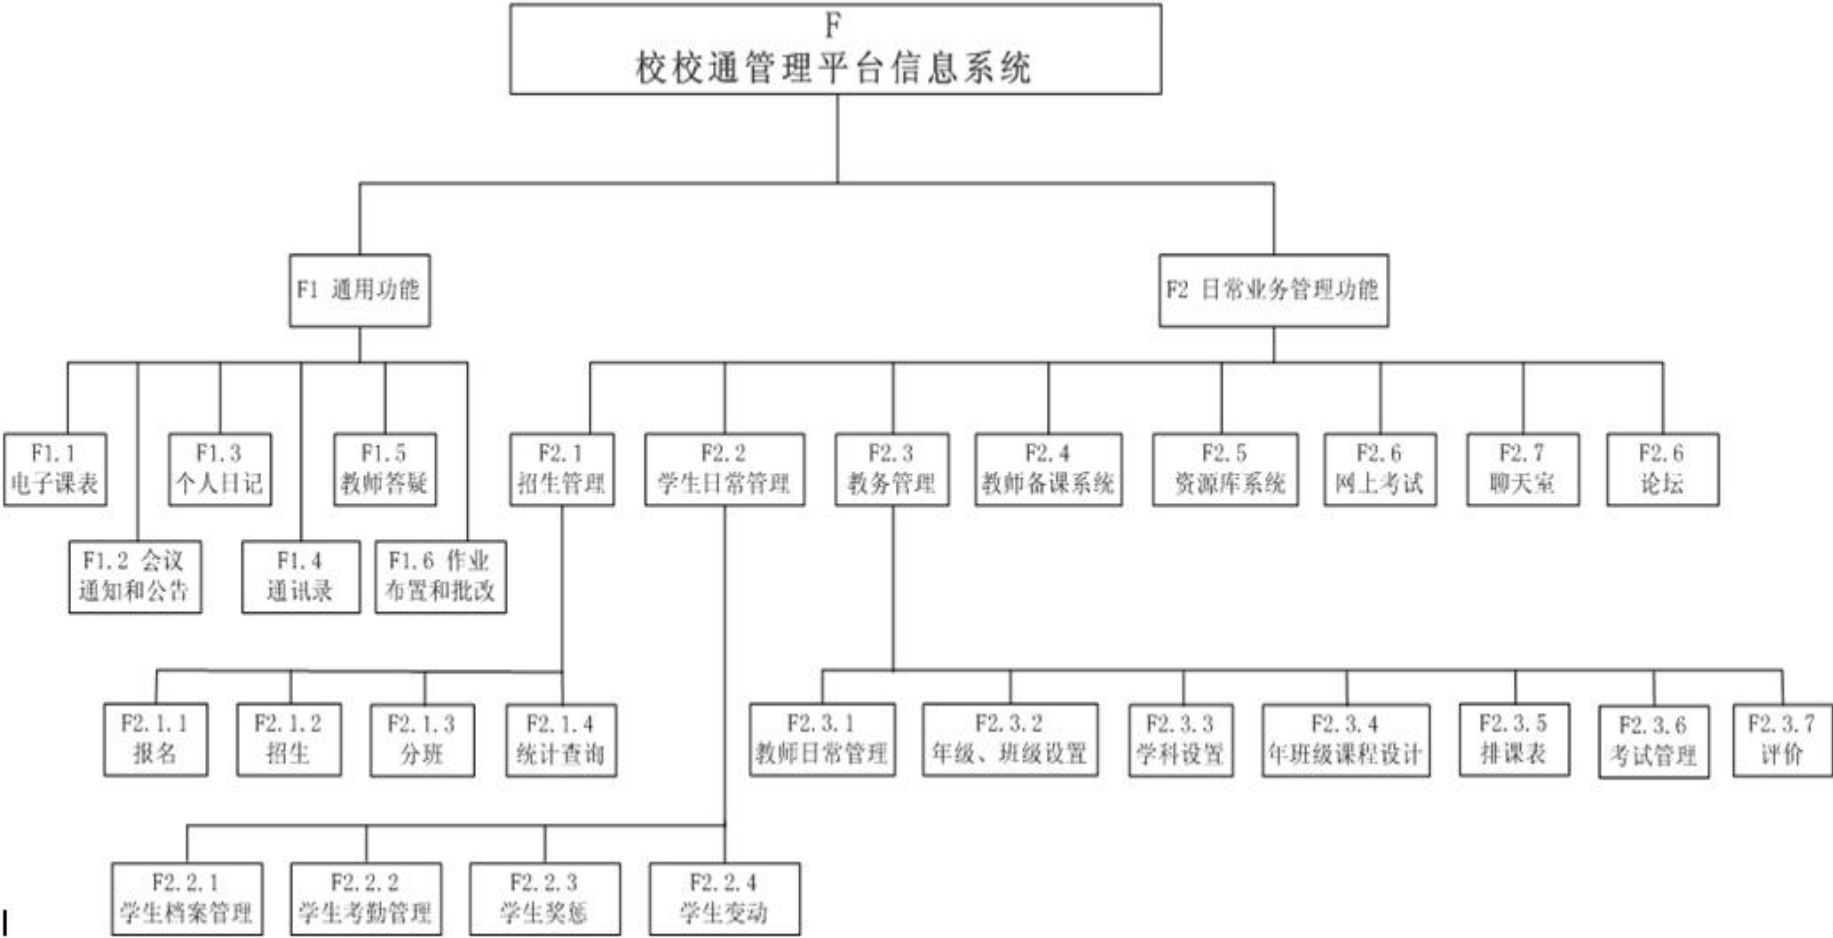 F
校校通管理平台信息系统
F1 通用功能
F2 日常业务管理功能
F1.1
电子课表
F1.3
个人日记
F1.5
教师答疑
F2.1
招生管理
F2.2
学生日常管理
F2.3
教务管理
F2.4
教师备课系统
F2.5
资源库系统
F2.6
网上考试
F2.7
聊天室
F2.6
论坛
F1.2 会议
通知和公告
F1.4
通讯录
F1.6 作业
布置和批改
F2.1.1
报名
F2.1.2
招生
F2.1.3
分班
F2.1.4
统计查询
F2.3.1
教师日常管理
F2.3.2
年级、班级设置
F2.3.3
学科设置
F2.3.4
年班级课程设计
F2.3.5
排课表
F2.3.6
考试管理
F2.3.7
评价
F2.2.1
学生档案管理
F2.2.2
学生考勤管理
F2.2.3
学生奖惩
F2.2.4
学生变动